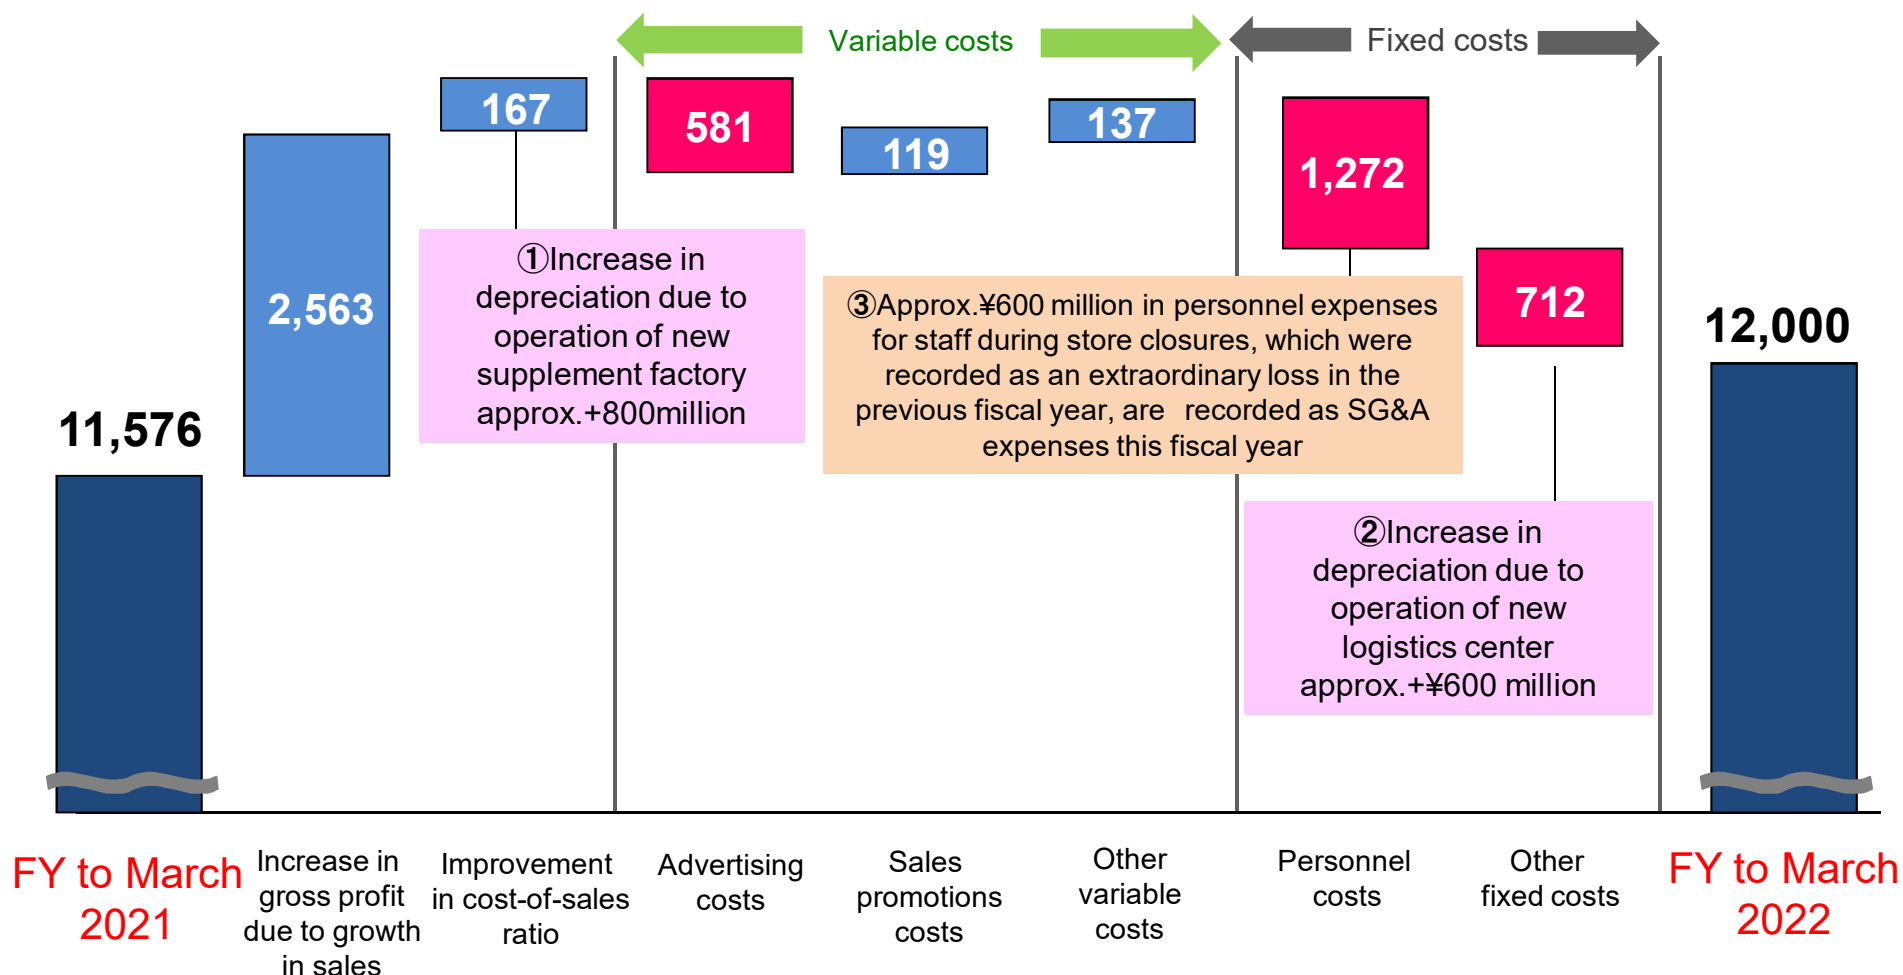 Variable costs
Fixed costs
167
581
119
137
1,272
2,563
712
①Increase in
depreciation due to
operation of new
supplement factory
approx.+800million
③Approx.¥600 million in personnel expenses
for staff during store closures, which were
recorded as an extraordinary loss in the
previous fiscal year, are recorded as SG&A
expenses this fiscal year
②Increase in
depreciation due to
operation of new
logistics center
approx.+¥600 million
11,576
12,000
FY to March
2021
Increase in
gross profit
due to growth
in sales
Improvement
in cost-of-sales
ratio
Advertising
costs
Sales
promotions
costs
Other
variable
costs
Personnel
costs
Other
fixed costs
FY to March
2022